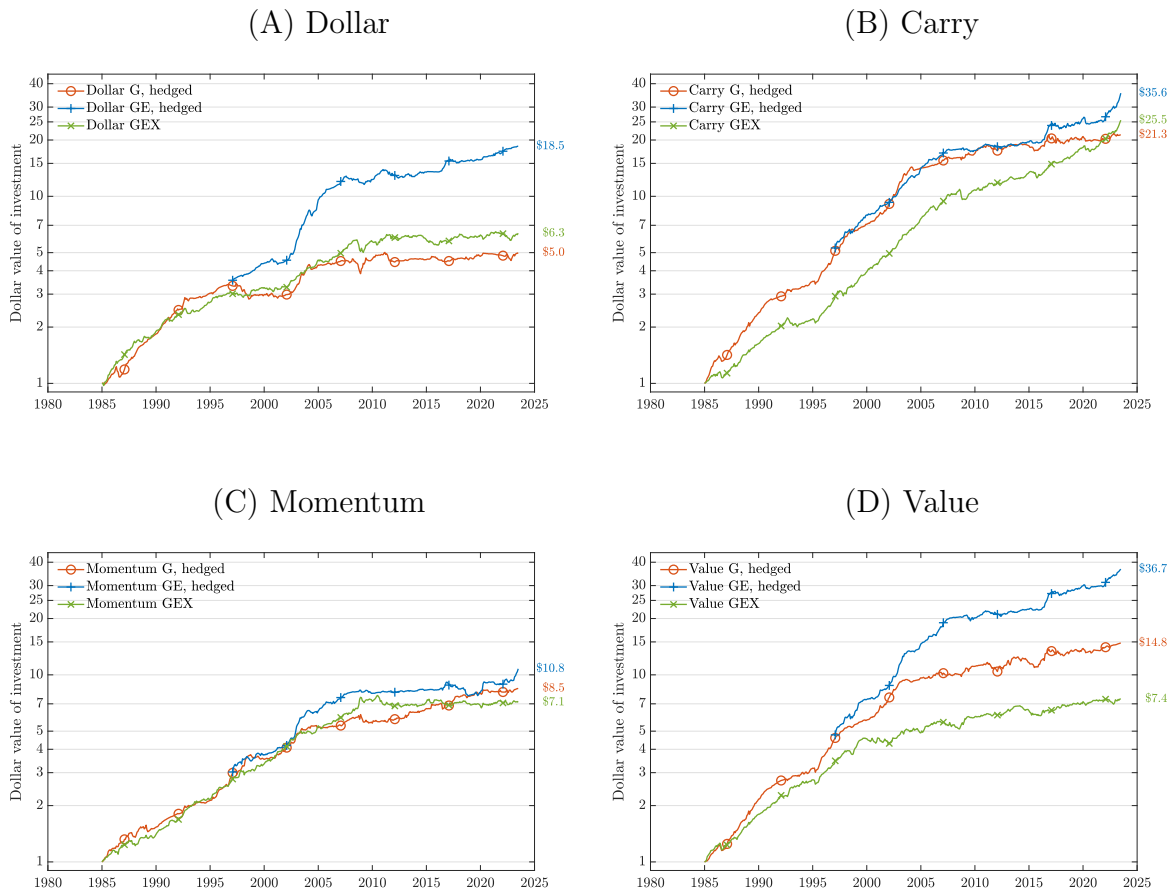 (A) Dollar
Dollar value of investment
40
30
25
20
15
10
7
5
4
3
2
1
Dollar G, hedged
Dollar GE, hedged
Dollar GEX
$18.5
$6.3
$5.0
1980 1985 1990 1995 2000 2005 2010 2015 2020 2025
(B) Carry
Dollar value of investment
40
30
25
20
15
10
7
5
4
3
2
1
Carry G, hedged
Carry GE, hedged
Carry GEX
$35.6
$25.5
$21.3
1980 1985 1990 1995 2000 2005 2010 2015 2020 2025
(C) Momentum
Dollar value of investment
40
30
25
20
15
10
7
5
4
3
2
1
Momentum G, hedged
Momentum GE, hedged
Momentum GEX
$10.8
$8.5
$7.1
1980 1985 1990 1995 2000 2005 2010 2015 2020 2025
(D) Value
Dollar value of investment
40
30
25
20
15
10
7
5
4
3
2
1
Value G, hedged
Value GE, hedged
Value GEX
$36.7
$14.8
$7.4
1980 1985 1990 1995 2000 2005 2010 2015 2020 2025